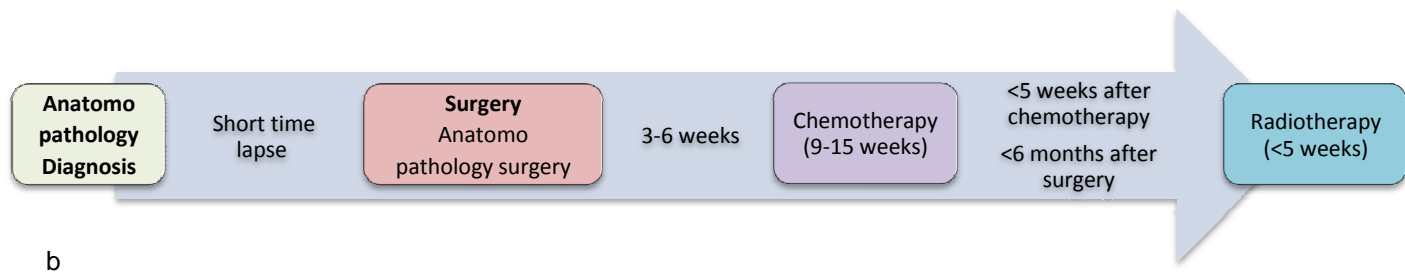 Anatomo
pathology
Diagnosis
Short time
lapse
Surgery
Anatomo
pathology surgery
3-6 weeks
Chemotherapy
(9-15 weeks)
<5 weeks after
chemotherapy
<6 months after
surgery
Radiotherapy
(<5 weeks)
b